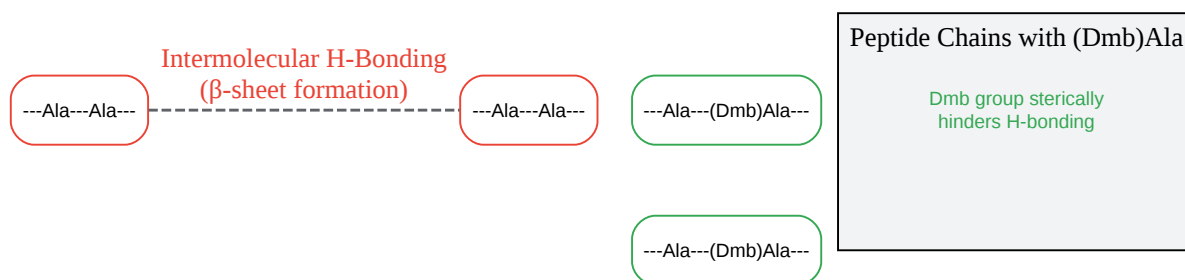 Intermolecular H-Bonding
(β-sheet formation)
---Ala---Ala---
---Ala---Ala---
---Ala---(Dmb)Ala---
---Ala---(Dmb)Ala---
Peptide Chains with (Dmb)Ala
Dmb group sterically
hinders H-bonding